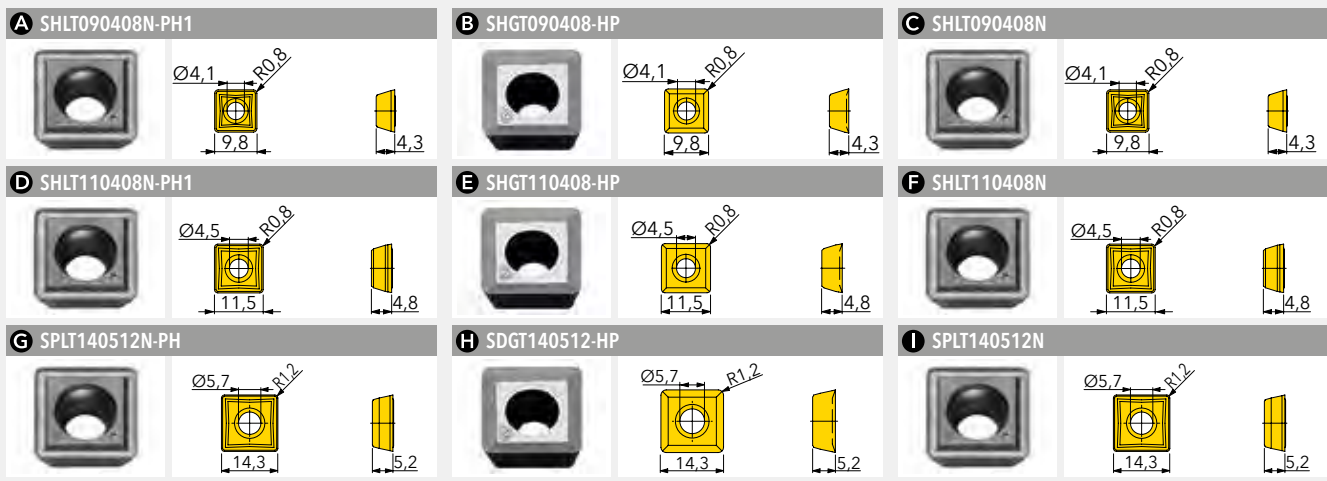 A SHLT090408N-PH1
Ø4,1
R0,8
9,8
4,3
B SHGT090408-HP
Ø4,1
R0,8
9,8
4,3
C SHLT090408N
Ø4,1
R0,8
9,8
4,3
D SHLT110408N-PH1
Ø4,5
R0,8
11,5
4,8
E SHGT110408-HP
Ø4,5
R0,8
11,5
4,8
F SHLT110408N
Ø4,5
R0,8
11,5
4,8
G SPLT140512N-PH
Ø5,7
R1,2
14,3
5,2
H SDGT140512-HP
Ø5,7
R1,2
14,3
5,2
I SPLT140512N
Ø5,7
R1,2
14,3
5,2